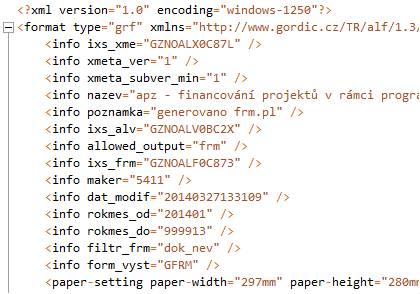 <?xml version="1.0" encoding="windows-1250"?>
<format type="grf" xmlns="http://www.gordic.cz/TR/alf/1.3/
<info ixs_xme="GZNOALX0C87L" />
<info xmeta_ver="1" />
<info xmeta_subver_min="1" />
<info nazev="apz - financování projektů v rámci progra
<info poznamka="generovano frm.pl" />
<info ixs_alv="GZNOALV0BC2X" />
<info allowed_output="frm" />
<info ixs_frm="GZNOALF0C873" />
<info maker="5411" />
<info dat_modif="20140327133109" />
<info rokmes_od="201401" />
<info rokmes_do="999913" />
<info filtr_frm="dok_nev" />
<info form_vyst="GFRM" />
<paper-setting paper-width="297mm" paper-height="280mm